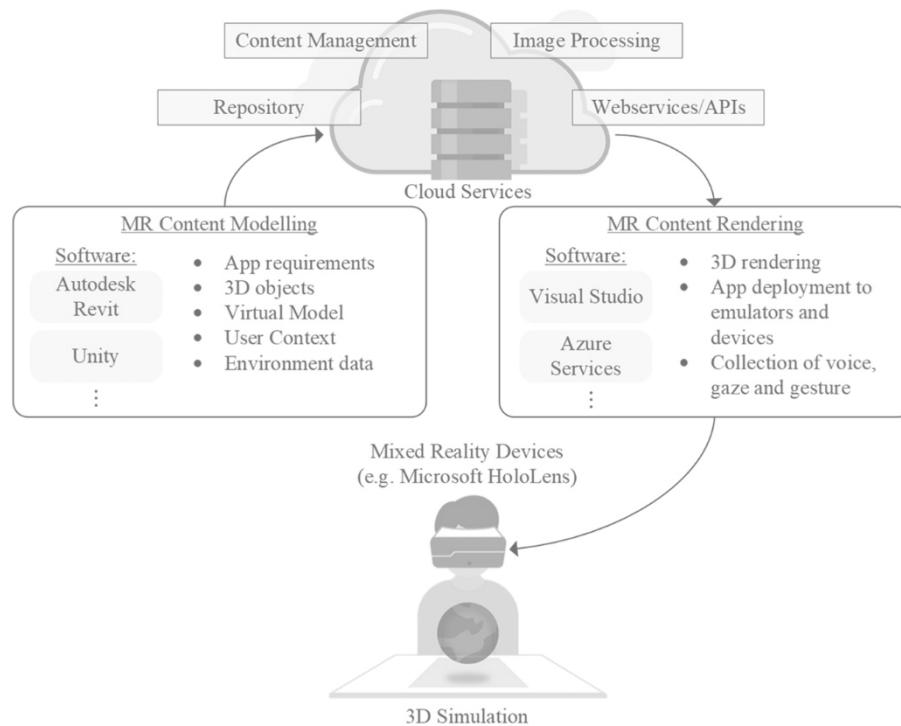 Content Management
Image Processing
Repository
Webservices/APIs
Cloud Services
MR Content Modelling
Software:
Autodesk
Revit
Unity
⋮
• App requirements
• 3D objects
• Virtual Model
• User Context
• Environment data
MR Content Rendering
Software:
Visual Studio
Azure
Services
⋮
• 3D rendering
• App deployment to
emulators and
devices
• Collection of voice,
gaze and gesture
Mixed Reality Devices
(e.g. Microsoft HoloLens)
3D Simulation